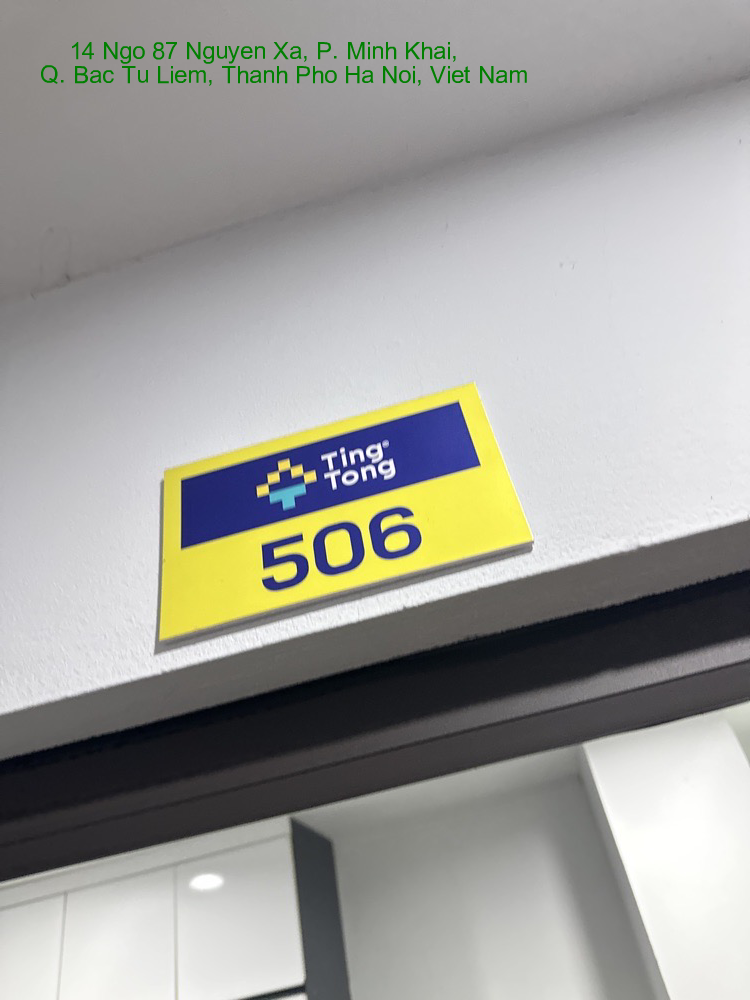 14 Ngo 87 Nguyen Xa, P. Minh Khai,
Q. Bac Tu Liem, Thanh Pho Ha Noi, Viet Nam
Ting
Tong
506